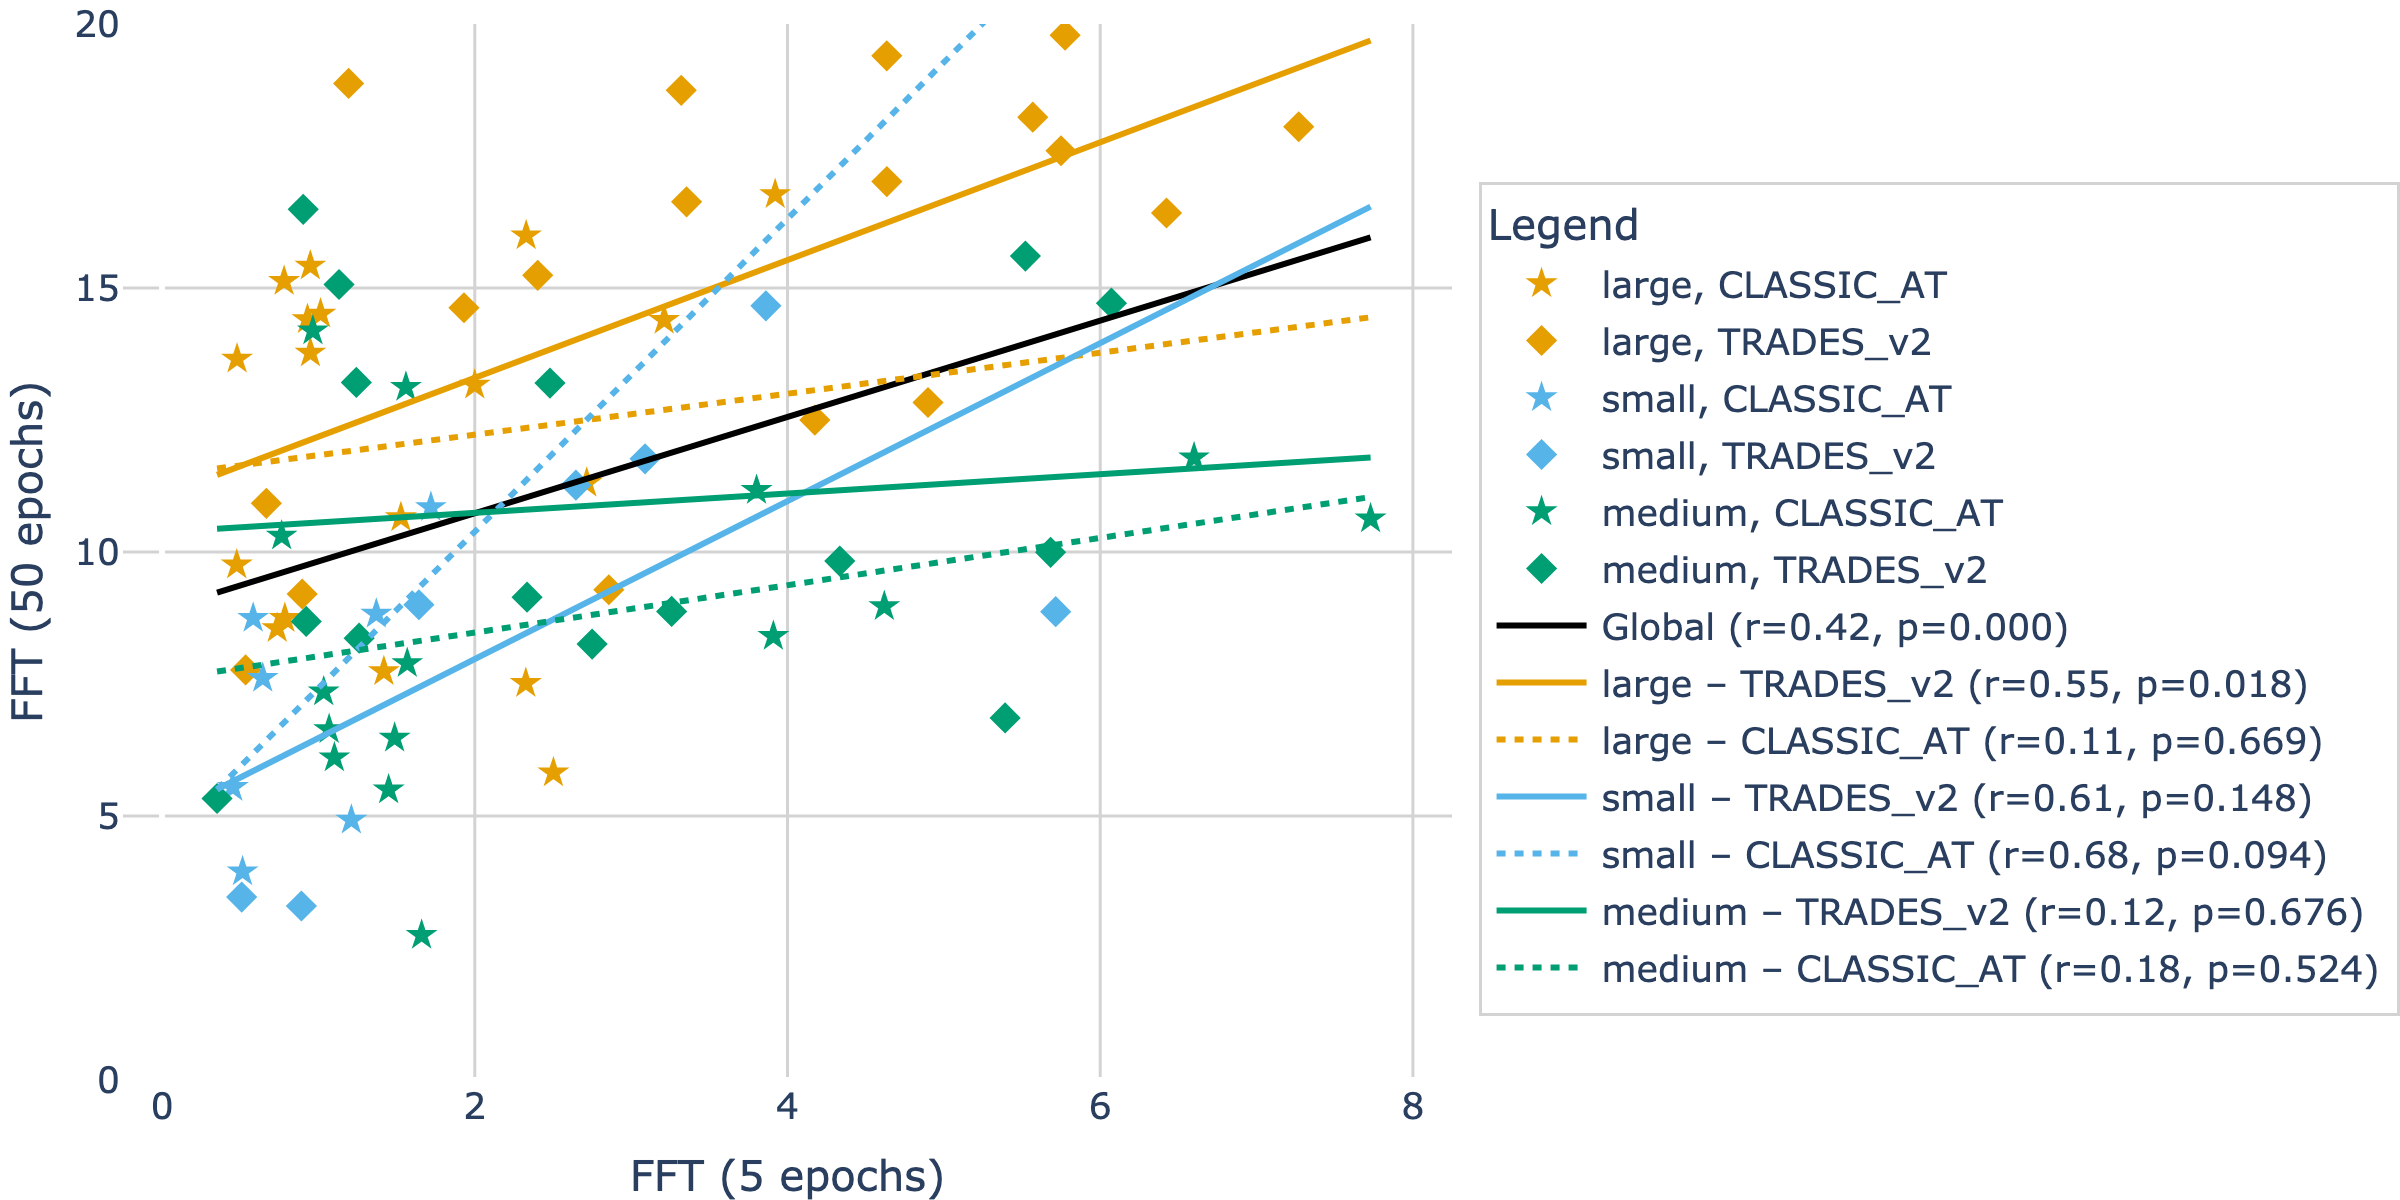 20
15
10
5
0
0 2 4 6 8
FFT (50 epochs)
FFT (5 epochs)
Legend
large, CLASSIC_AT
large, TRADES_v2
small, CLASSIC_AT
small, TRADES_v2
medium, CLASSIC_AT
medium, TRADES_v2
Global (r=0.42, p=0.000)
large – TRADES_v2 (r=0.55, p=0.018)
large – CLASSIC_AT (r=0.11, p=0.669)
small – TRADES_v2 (r=0.61, p=0.148)
small – CLASSIC_AT (r=0.68, p=0.094)
medium – TRADES_v2 (r=0.12, p=0.676)
medium – CLASSIC_AT (r=0.18, p=0.524)